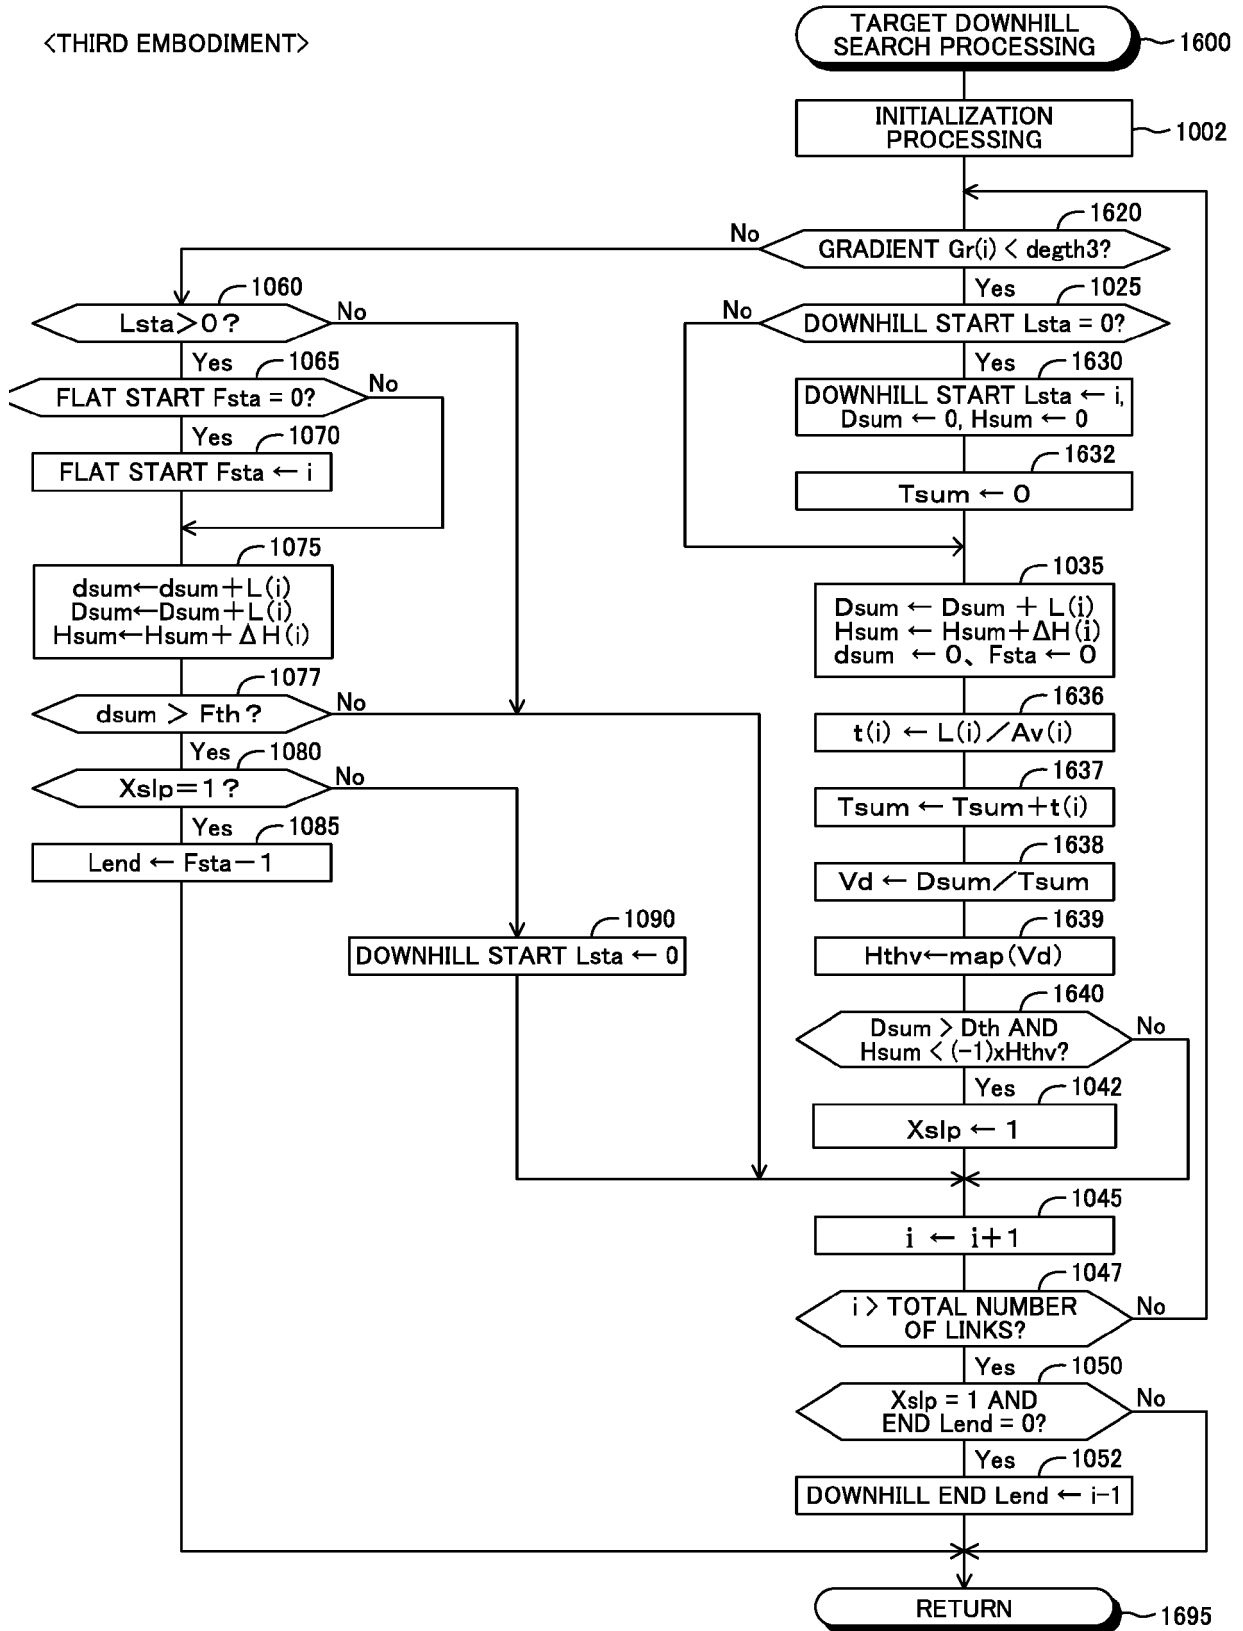 <THIRD EMBODIMENT>
TARGET DOWNHILL
SEARCH PROCESSING
1600
INITIALIZATION
PROCESSING
1002
1620
No
GRADIENT Gr(i) < degth3?
Yes
1025
No
DOWNHILL START Lsta = 0?
Yes
1630
DOWNHILL START Lsta ← i,
Dsum ← 0, Hsum ← 0
1632
Tsum ← 0
1060
Lsta>0?
No
Yes
1065
FLAT START Fsta = 0?
No
Yes
1070
FLAT START Fsta ← i
1075
dsum←dsum+L(i)
Dsum←Dsum+L(i)
Hsum←Hsum+ΔH(i)
1077
dsum > Fth?
No
Yes
1080
Xslp=1?
No
Yes
1085
Lend ← Fsta−1
1090
DOWNHILL START Lsta ← 0
1035
Dsum ← Dsum + L(i)
Hsum ← Hsum+ΔH(i)
dsum ← 0、Fsta ← 0
1636
t(i) ← L(i)/Av(i)
1637
Tsum ← Tsum+t(i)
1638
Vd ← Dsum/Tsum
1639
Hthv←map(Vd)
1640
Dsum > Dth AND
Hsum < (-1)xHthv?
No
Yes
1042
Xslp ← 1
1045
i ← i+1
1047
i > TOTAL NUMBER
OF LINKS?
No
Yes
1050
Xslp = 1 AND
END Lend = 0?
No
Yes
1052
DOWNHILL END Lend ← i-1
RETURN
1695